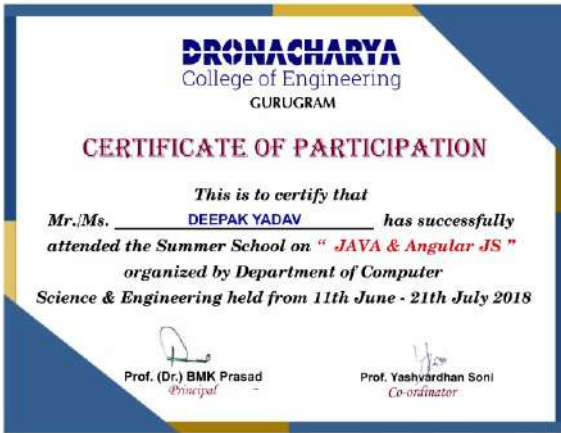 DRONACHARYA
College of Engineering
GURUGRAM
CERTIFICATE OF PARTICIPATION
This is to certify that
Mr./Ms. DEEPAK YADAV has successfully
attended the Summer School on “ JAVA & Angular JS ”
organized by Department of Computer
Science & Engineering held from 11th June - 21th July 2018
Prof. (Dr.) BMK Prasad
Principal
Prof. Yashvardhan Soni
Co-ordinator